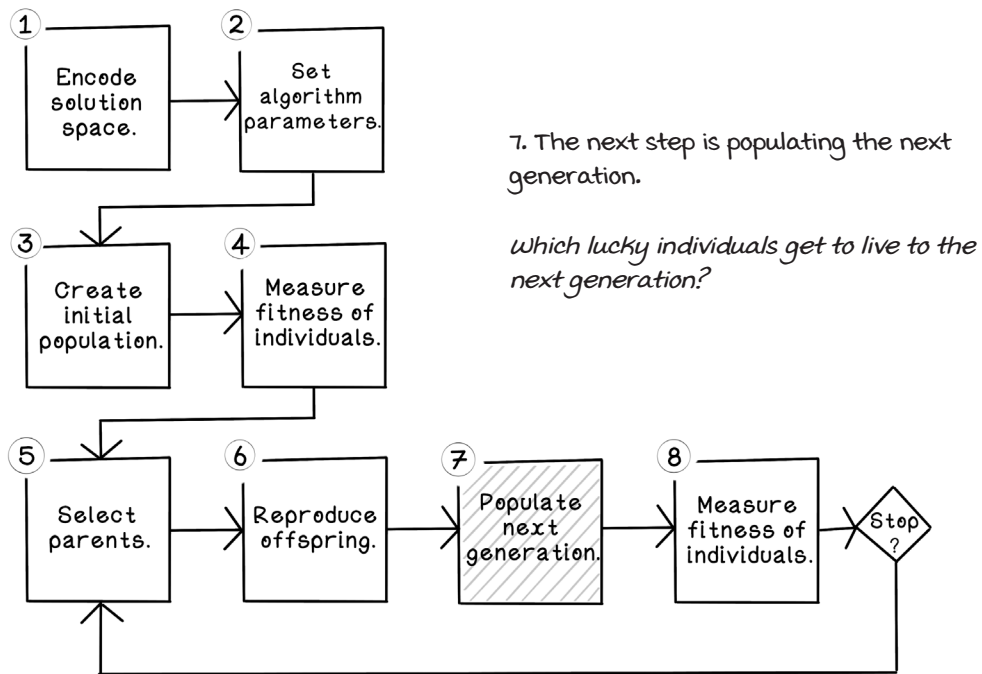 1
Encode
solution
space.
2
Set
algorithm
parameters.
3
Create
initial
population.
4
Measure
fitness of
individuals.
5
Select
parents.
6
Reproduce
offspring.
7
Populate
next
generation.
8
Measure
fitness of
individuals.
Stop
?
7. The next step is populating the next
generation.
Which lucky individuals get to live to the
next generation?